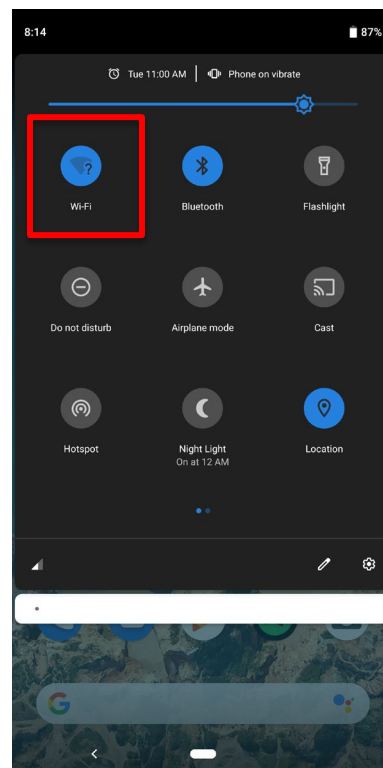 8:14 87%
Tue 11:00 AM Phone on vibrate
?
Wi-Fi Bluetooth Flashlight
Do not disturb Airplane mode Cast
Hotspot Night Light Location
On at 12 AM
G